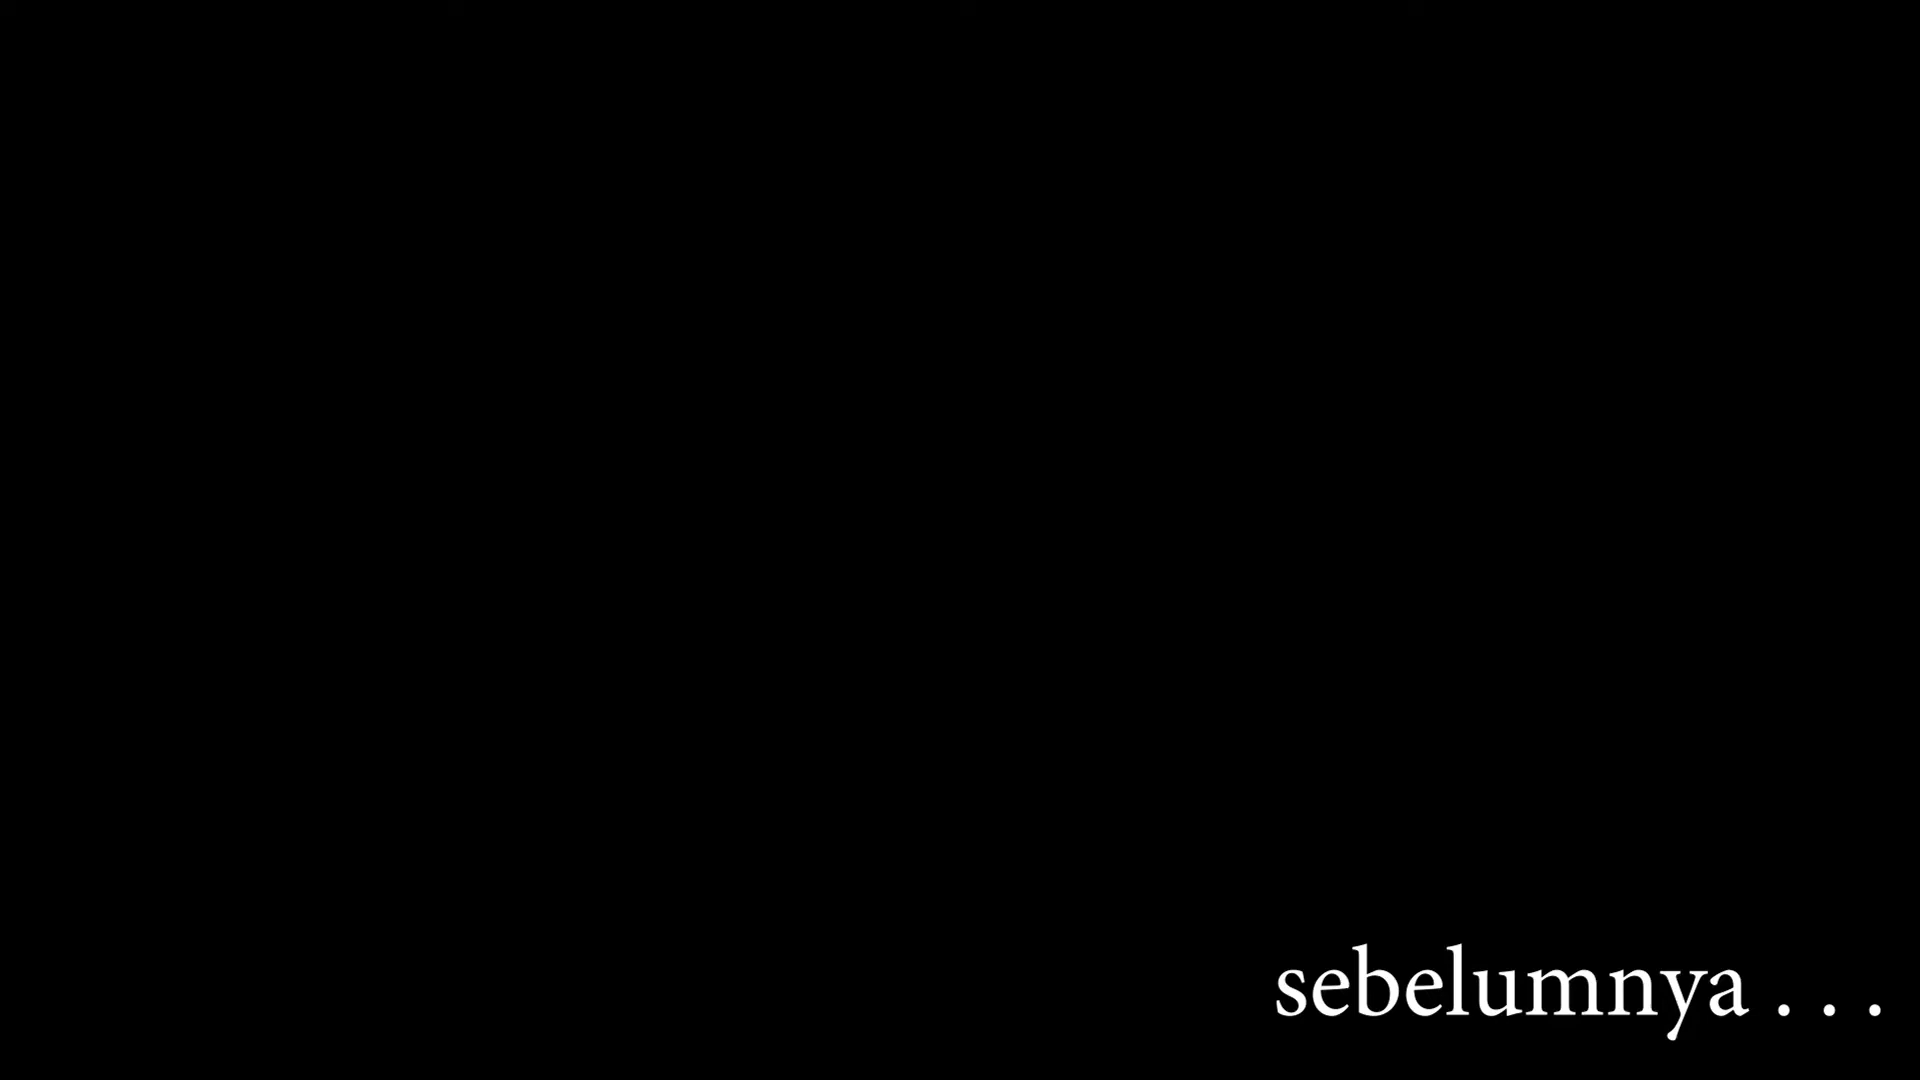 sebelumnya . . .